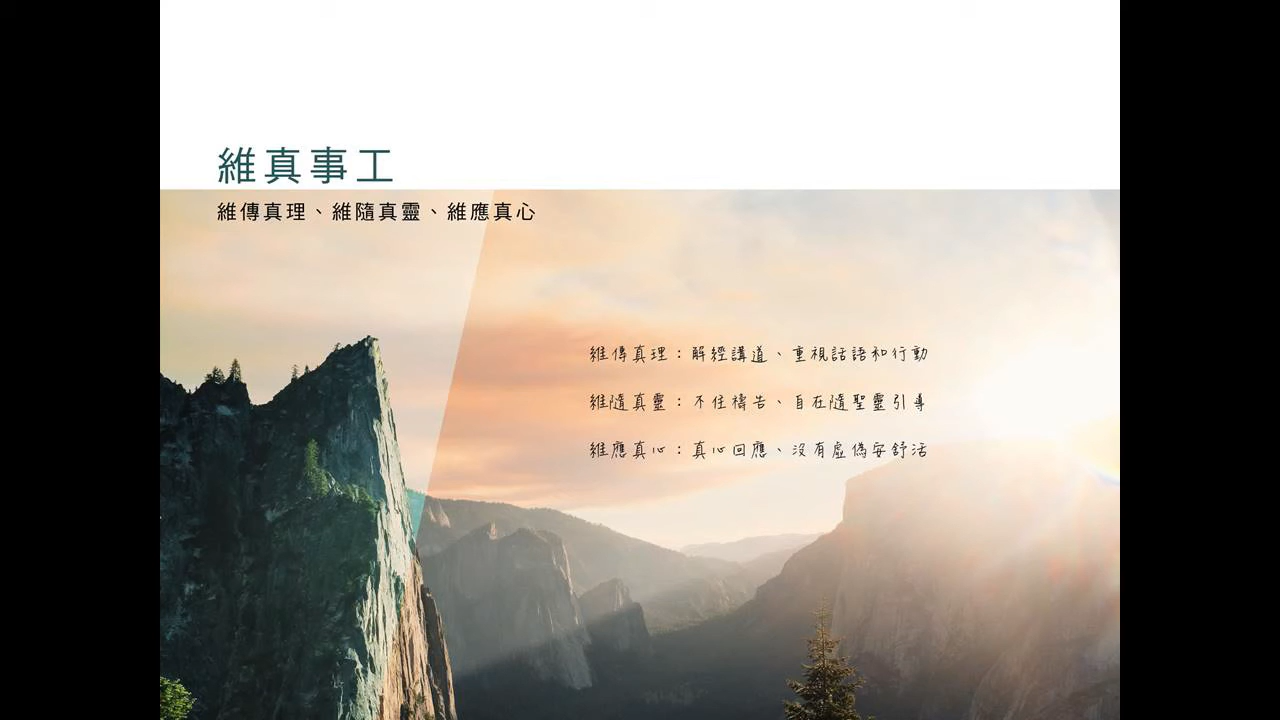 維真事工
維傳真理、維隨真靈、維應真心
維傳真理：解經講道、重視話語和行動
維隨真靈：不住禱告、自在隨聖靈引導
維應真心：真心回應、沒有虛偽安舒活